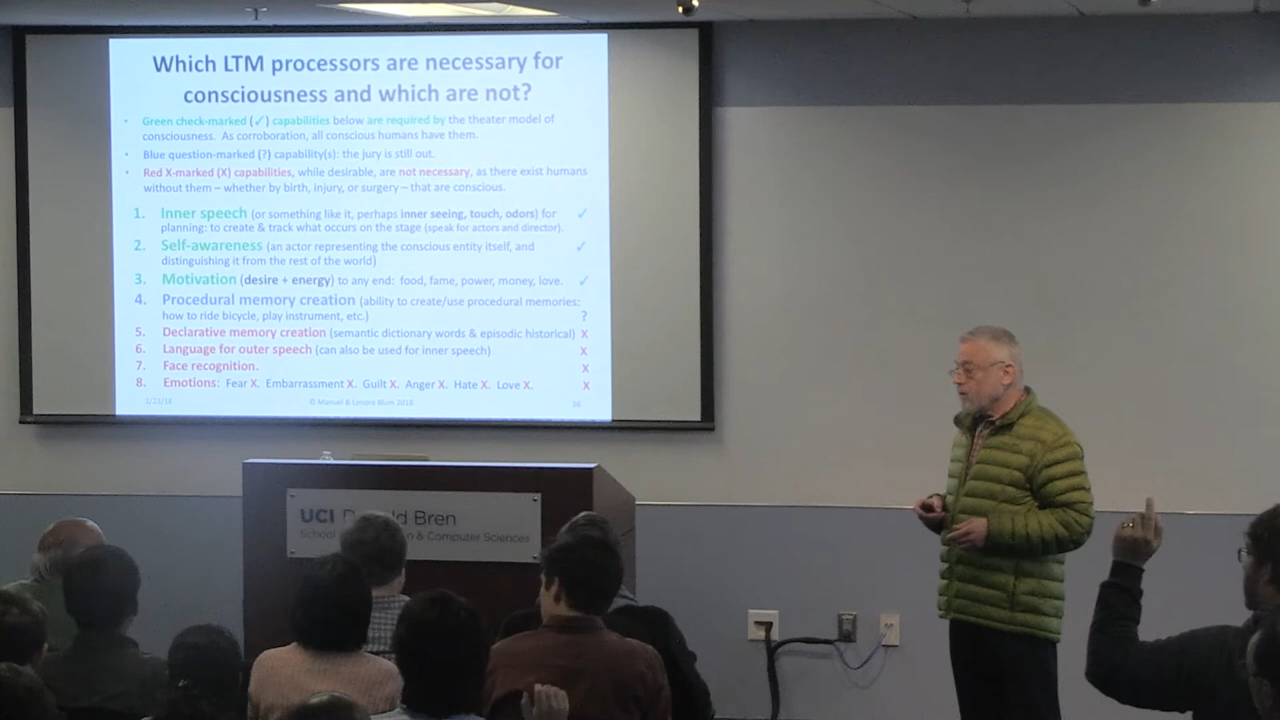 Which LTM processors are necessary for
consciousness and which are not?
• Green check-marked (✓) capabilities below are required by the theater model of
consciousness. As corroboration, all conscious humans have them.
• Blue question-marked (?) capability(s): the jury is still out.
• Red X-marked (X) capabilities, while desirable, are not necessary, as there exist humans
without them – whether by birth, injury, or surgery – that are conscious.
1. Inner speech (or something like it, perhaps inner seeing, touch, odors) for ✓
planning: to create & track what occurs on the stage (speak for actors and director).
2. Self-awareness (an actor representing the conscious entity itself, and ✓
distinguishing it from the rest of the world)
3. Motivation (desire + energy) to any end: food, fame, power, money, love. ✓
4. Procedural memory creation (ability to create/use procedural memories:
how to ride bicycle, play instrument, etc.) ?
5. Declarative memory creation (semantic dictionary words & episodic historical) X
6. Language for outer speech (can also be used for inner speech) X
7. Face recognition. X
8. Emotions: Fear X. Embarrassment X. Guilt X. Anger X. Hate X. Love X. X
2/23/18 © Manuel & Lenore Blum 2018 36
UCI Bren
School & Computer Sciences